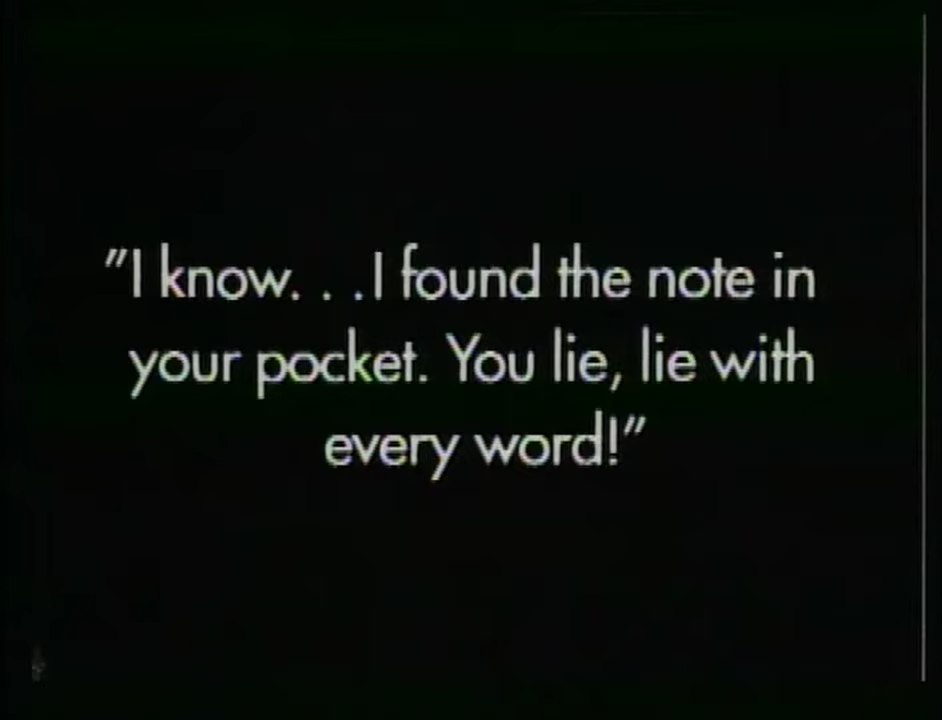 "I know. . .I found the note in
your pocket. You lie, lie with
every word!"